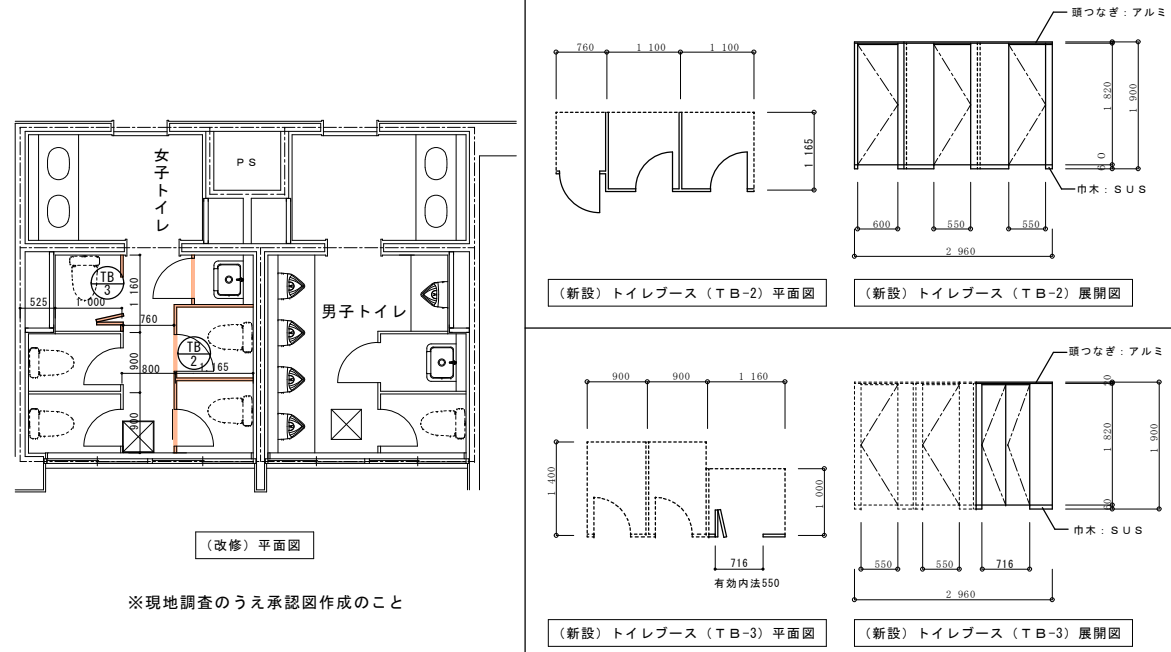 女子トイレ
PS
男子トイレ
TB
3
TB
2
525
1 000
1 160
760
900
800
1 165
900
(改修) 平面図
※現地調査のうえ承認図作成のこと
760
1 100
1 100
1 165
(新設) トイレブース (TB-2) 平面図
頭つなぎ：アルミ
1 820
1 900
60
巾木：SUS
600
550
550
2 960
(新設) トイレブース (TB-2) 展開図
900
900
1 160
1 400
1 000
716
有効内法550
(新設) トイレブース (TB-3) 平面図
頭つなぎ：アルミ
20
1 820
1 900
60
巾木：SUS
550
550
716
2 960
(新設) トイレブース (TB-3) 展開図